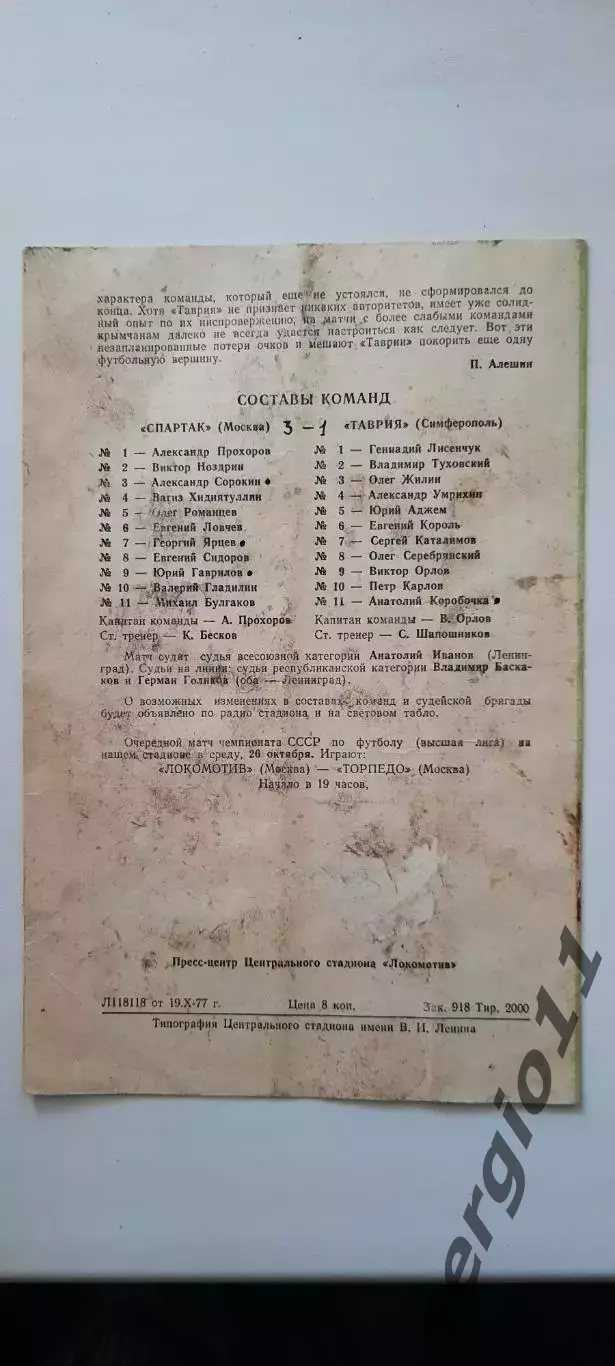 характера команды, который еще не устоялся, не сформировался до
конца. Хотя «Таврия» не признает никаких авторитетов, имеет уже солид-
ный опыт по их ниспровержению, на матчи с более слабыми командами
крымчанам далеко не всегда удастся настроиться как следует. Вот эти
незапланированные потери очков и мешают «Таврии» покорить еще одну
футбольную вершину.
П. Алешин
СОСТАВЫ КОМАНД
«СПАРТАК» (Москва) 3-1 «ТАВРИЯ» (Симферополь)
№ 1 — Александр Прохоров № 1 — Геннадий Лисенчук
№ 2 — Виктор Ноздрин № 2 — Владимир Туховский
№ 3 — Александр Сорокин • № 3 — Олег Жилин
№ 4 — Вагиз Хидиятуллин № 4 — Александр Умрихин
№ 5 — Олег Романцев № 5 — Юрий Аджем
№ 6 — Евгений Ловчев № 6 — Евгений Король
№ 7 — Георгий Ярцев • № 7 — Сергей Каталимов
№ 8 — Евгений Сидоров № 8 — Олег Серебрянский
№ 9 — Юрий Гаврилов • № 9 — Виктор Орлов
№ 10 — Валерий Гладилин № 10 — Петр Карлов
№ 11 — Михаил Булгаков № 11 — Анатолий Коробочка •
Капитан команды — А. Прохоров Капитан команды — В. Орлов
Ст. тренер — К. Бесков Ст. тренер — С. Шапошников
Матч судит судья всесоюзной категории Анатолий Иванов (Ленин-
град). Судьи на линии: судьи республиканской категории Владимир Баска-
ков и Герман Голиков (оба — Ленинград).
О возможных изменениях в составах команд и судейской бригады
будет объявлено по радио стадиона и на световом табло.
Очередной матч чемпионата СССР по футболу (высшая лига) на
нашем стадионе в среду, 26 октября. Играют:
«ЛОКОМОТИВ» (Москва) — «ТОРПЕДО» (Москва)
Начало в 19 часов,
Пресс-центр Центрального стадиона «Локомотив»
Л118118 от 19.X-77 г. Цена 8 коп. Зак. 918 Тир. 2000
Типография Центрального стадиона имени В. И. Ленина
ergio11